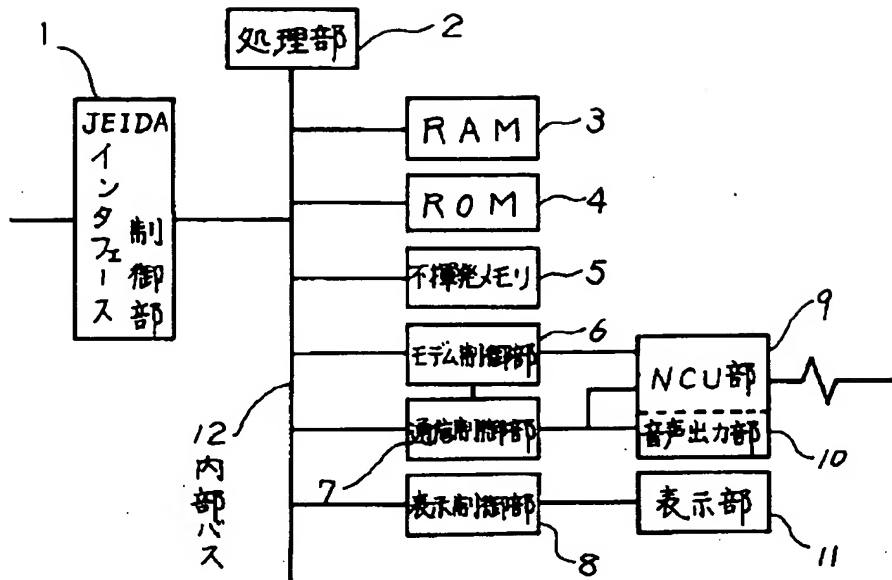 1
処理部
2
JEIDA
インタフェース
制御部
RAM
3
ROM
4
不揮発メモリ
5
モデム制御部
6
NCU部
9
通信制御部
7
音声出力部
10
12
内部バス
表示制御部
8
表示部
11